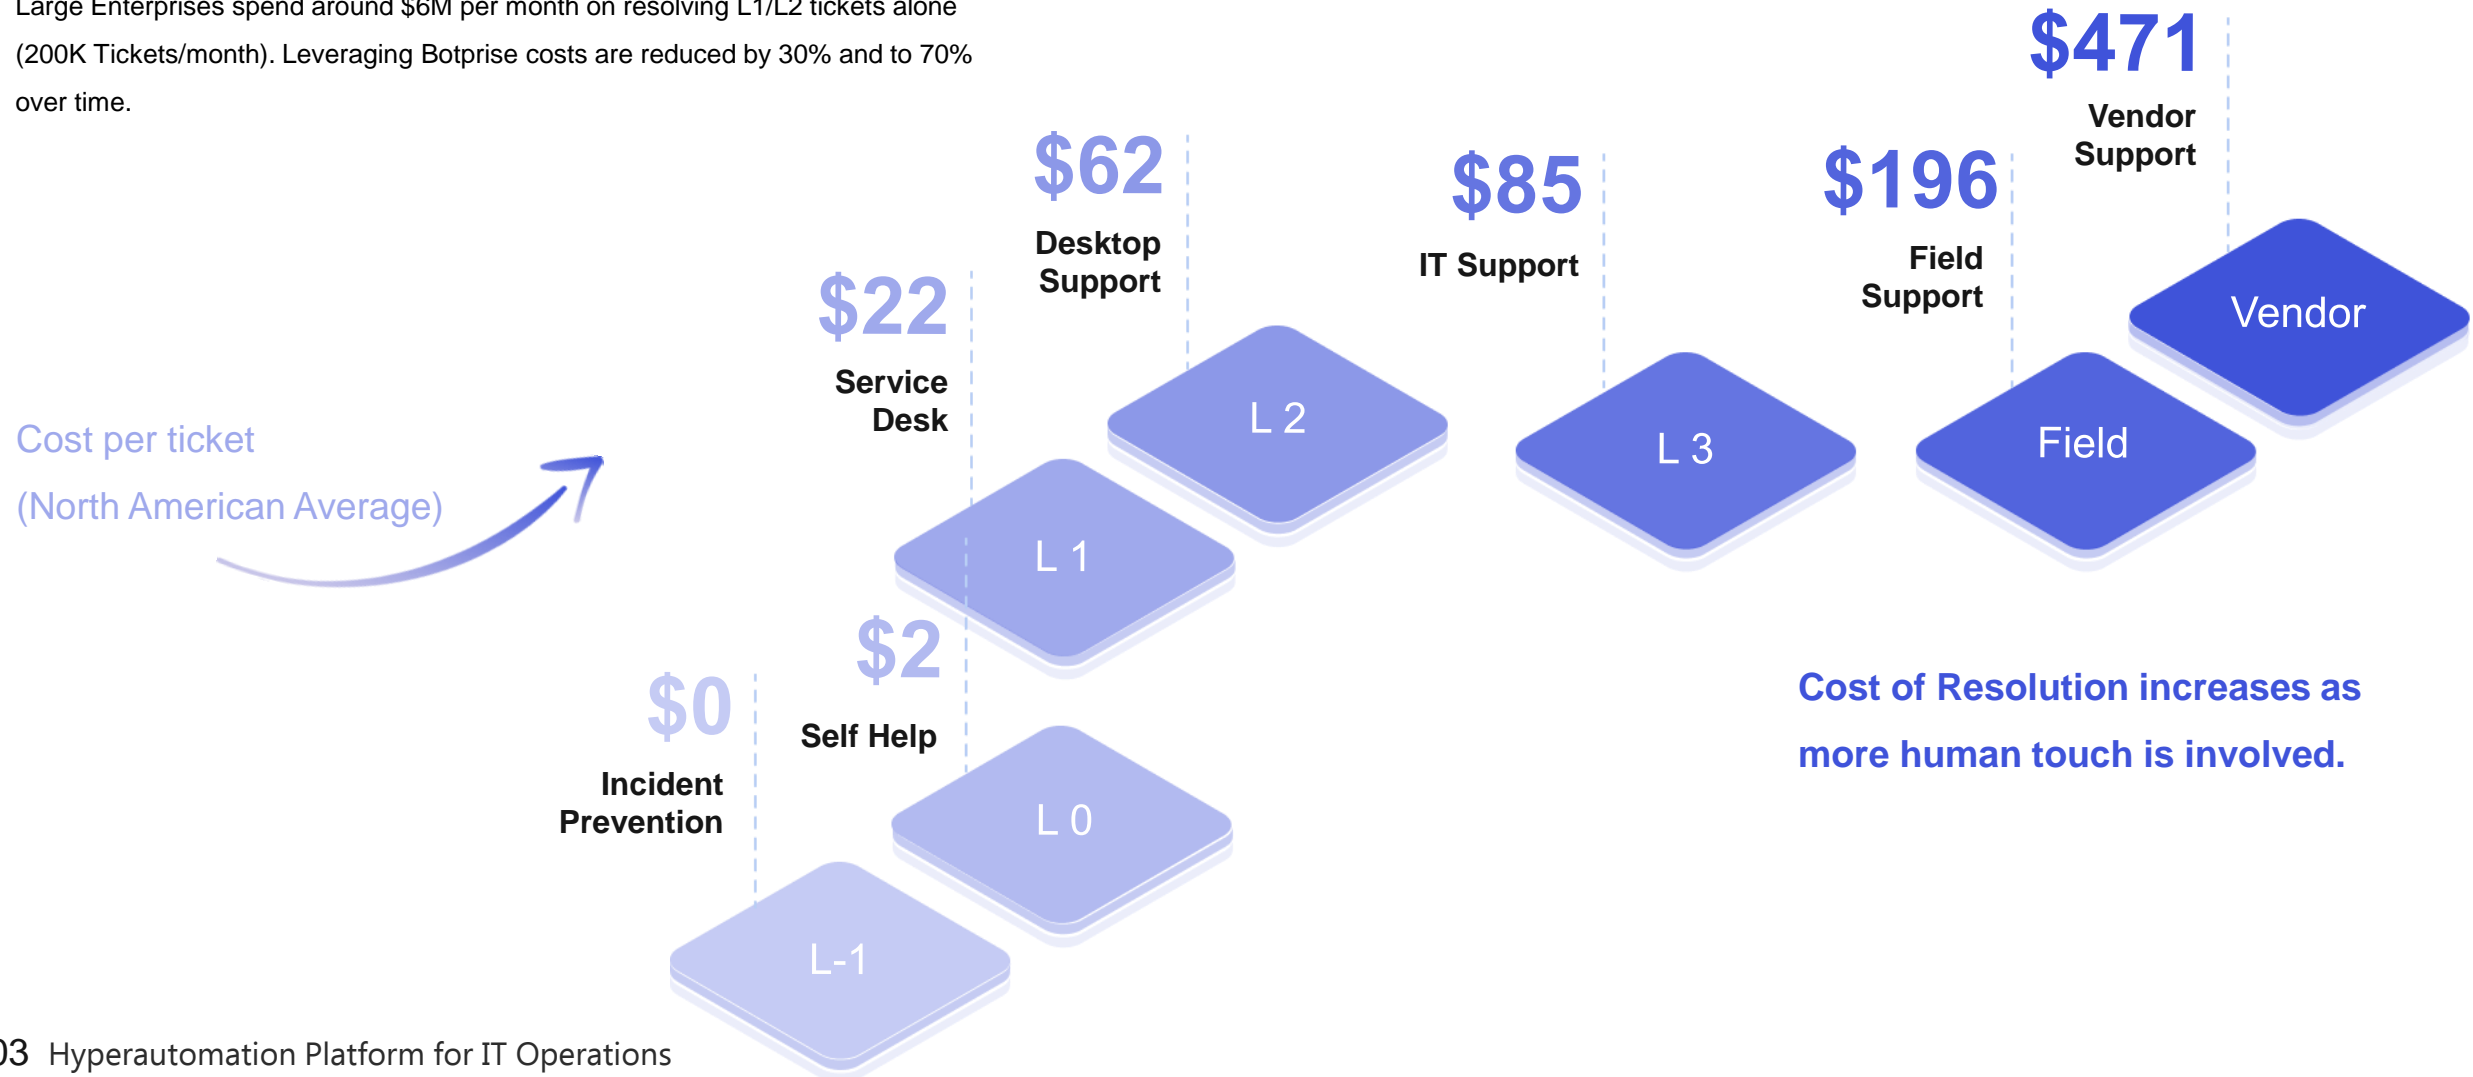 Large Enterprises spend around $6M per month on resolving L1/L2 tickets alone
(200K Tickets/month). Leveraging Botprise costs are reduced by 30% and to 70%
over time.
$471
Vendor
Support
$62
Desktop
Support
$85
IT Support
$196
Field
Support
$22
Service
Desk
Vendor
L 2
L 3
Field
Cost per ticket
(North American Average)
L 1
$2
Self Help
$0
Incident
Prevention
Cost of Resolution increases as
more human touch is involved.
L 0
L-1
03 Hyperautomation Platform for IT Operations